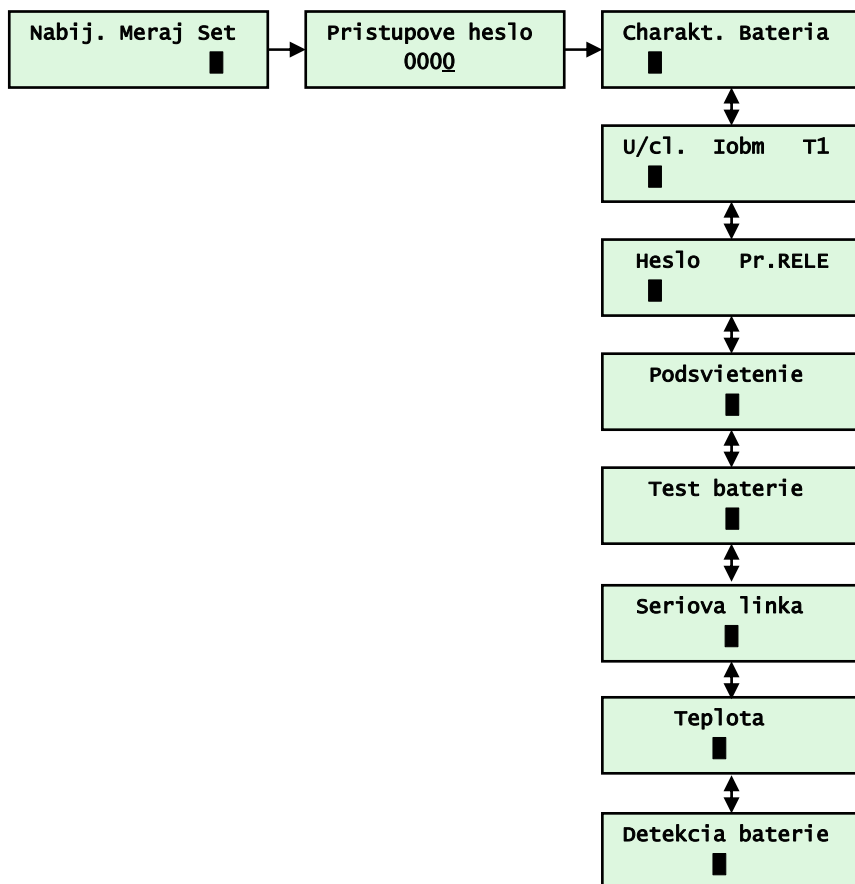 Nabij. Meraj Set
Pristupove heslo
0000
Charakt. Bateria
U/cl. Iobm T1
Heslo Pr.RELE
Podsvietenie
Test baterie
Seriova linka
Teplota
Detekcia baterie